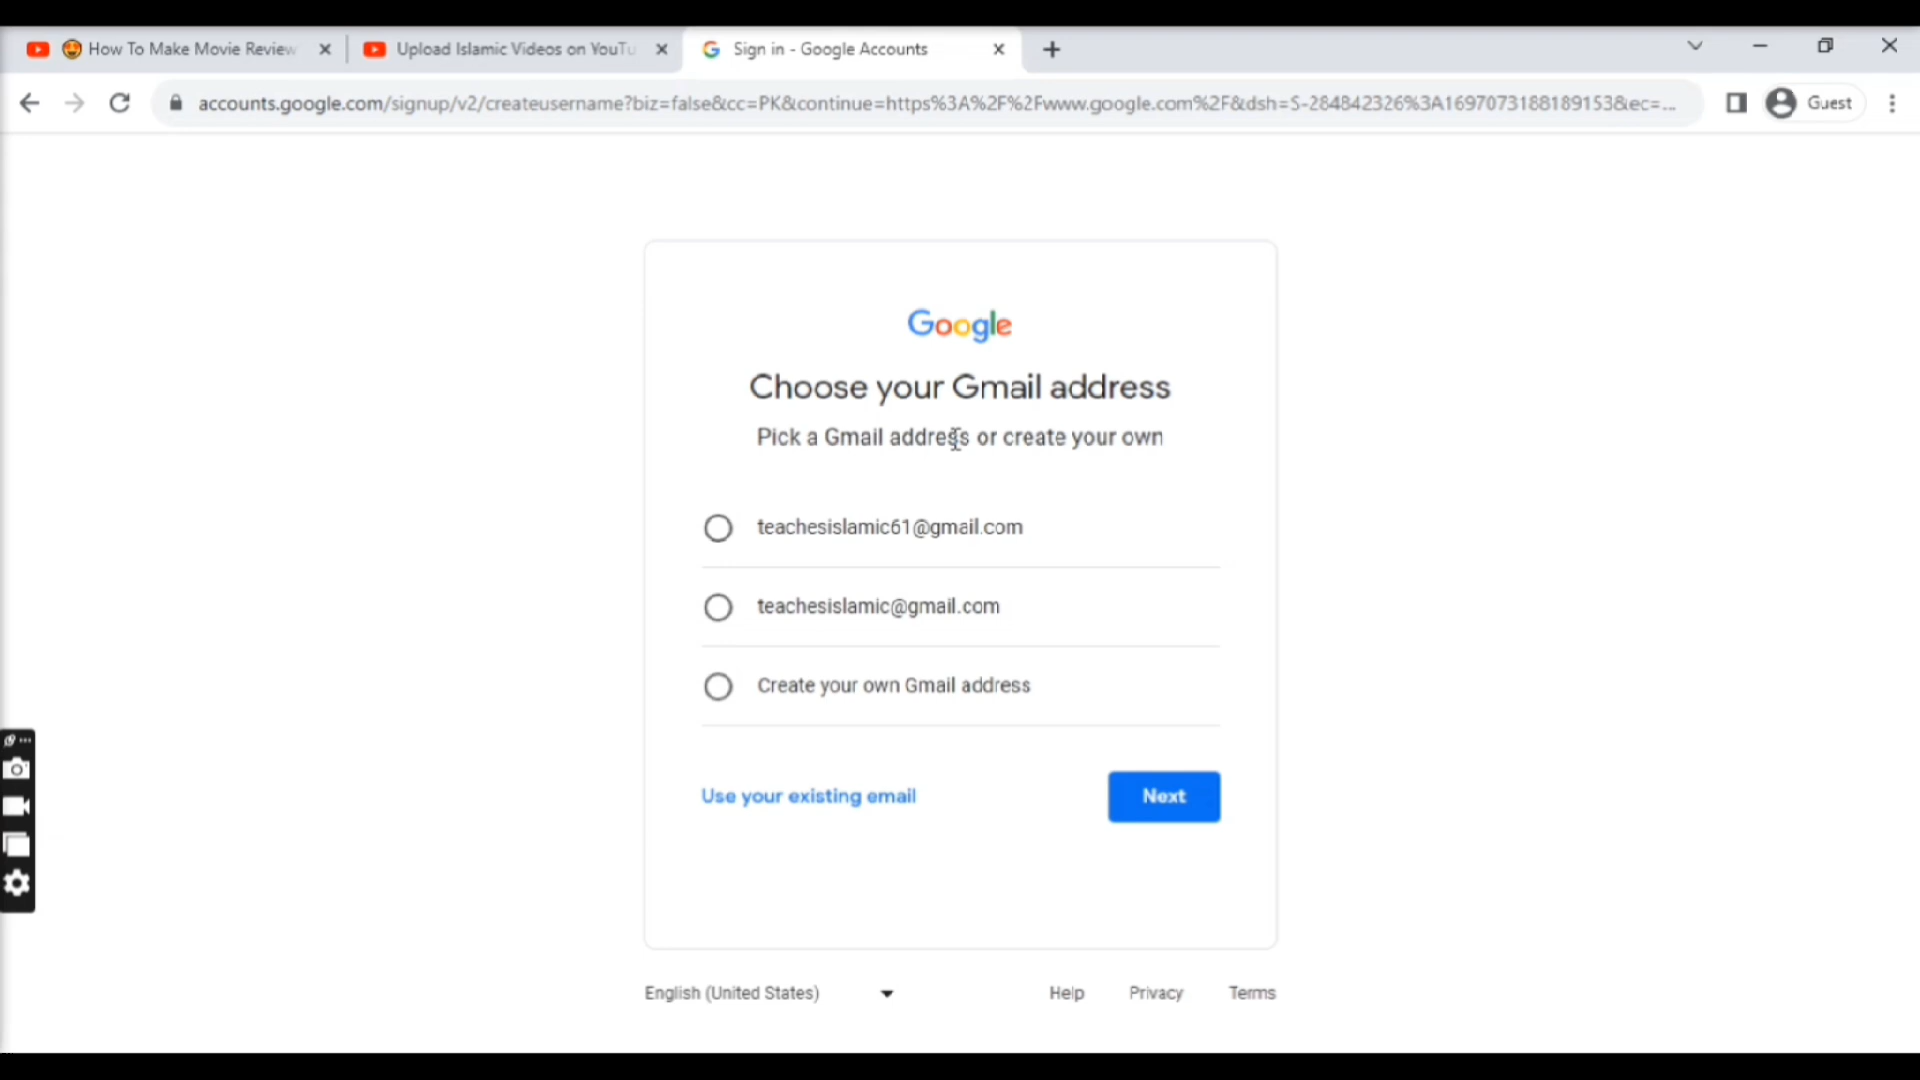 How To Make Movie Review
Upload Islamic Videos on YouTu
Sign in - Google Accounts
accounts.google.com/signup/v2/createusername?biz=false&cc=PK&continue=https%3A%2F%2Fwww.google.com%2F&dsh=S-284842326%3A1697073188189153&ec=...
Guest
Google
Choose your Gmail address
Pick a Gmail address or create your own
teachesislamic61@gmail.com
teachesislamic@gmail.com
Create your own Gmail address
Use your existing email
Next
English (United States)
Help
Privacy
Terms